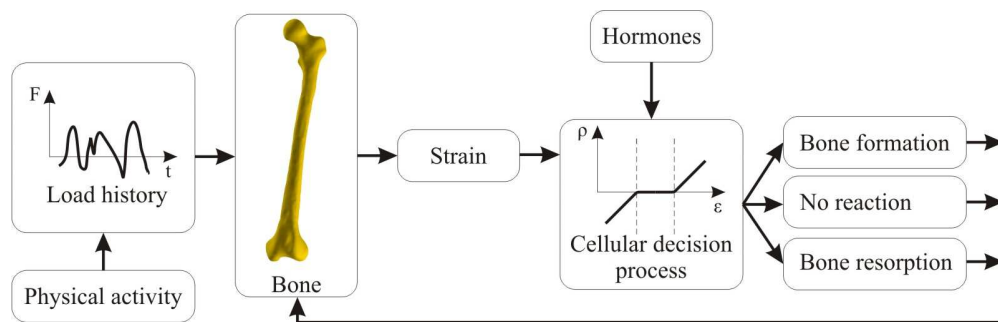 F
t
Load history
Physical activity
Bone
Strain
Hormones
ρ
ε
Cellular decision
process
Bone formation
No reaction
Bone resorption